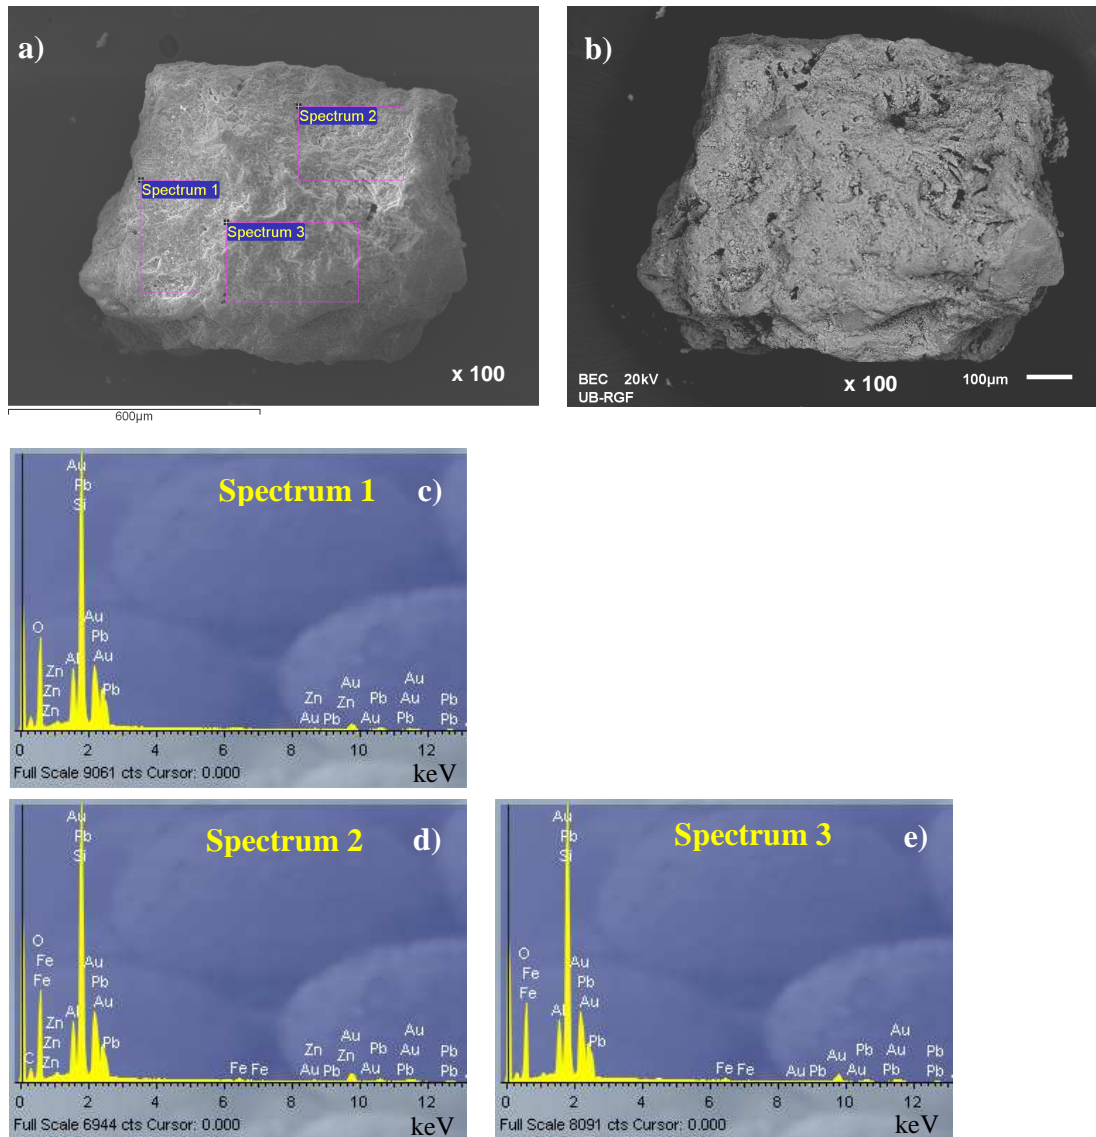 a)
Spectrum 2
Spectrum 1
Spectrum 3
x 100
600µm
b)
BEC 20kV
UB-RGF
x 100
100µm
Spectrum 1 c)
Au
Pb
Si
O
Zn
Zn
Zn
Al
Au
Pb
Au
Pb
Zn Au Pb Au Pb
Zn Au
Au Pb Au Pb Pb
0 2 4 6 8 10 12
Full Scale 9061 cts Cursor: 0.000
keV
Spectrum 2 d)
Au
Pb
Si
O
Fe
Fe
Zn
Zn
Zn
C
Al
Au
Pb
Au
Pb
Fe Fe
Zn Au Pb Au Pb
Zn Au
Au Pb Au Pb Pb
0 2 4 6 8 10 12
Full Scale 6944 cts Cursor: 0.000
keV
Spectrum 3 e)
Au
Pb
Si
O
Fe
Fe
Al
Au
Pb
Au
Pb
Fe Fe
Au Pb Au Pb
Au
Au Pb Au Pb Pb
0 2 4 6 8 10 12
Full Scale 8091 cts Cursor: 0.000
keV